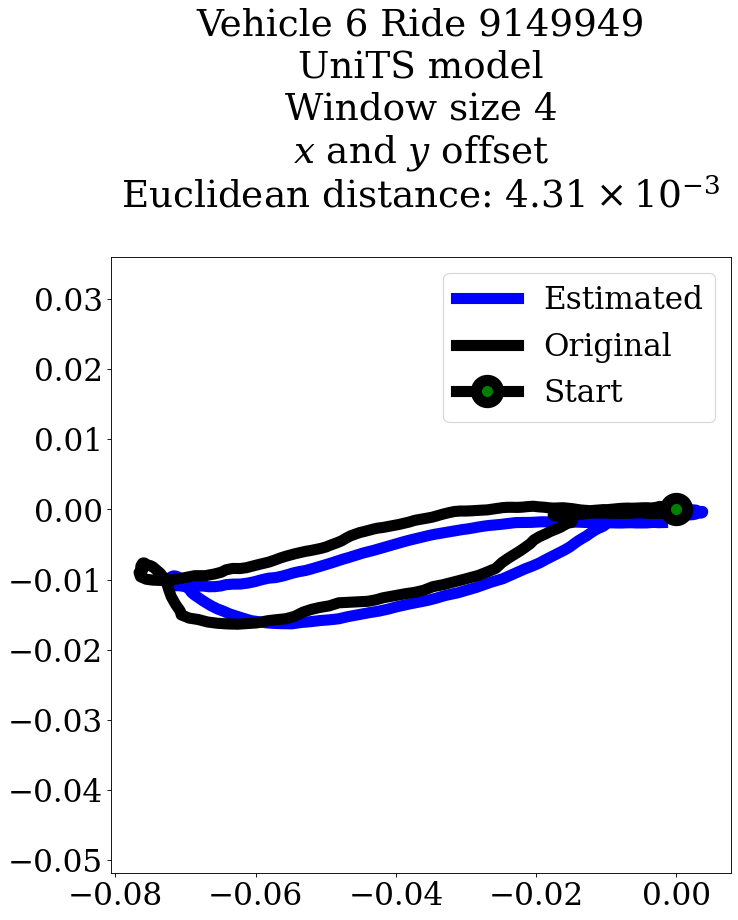 Vehicle 6 Ride 9149949
UniTS model
Window size 4
x and y offset
Euclidean distance: 4.31 × 10⁻³
Estimated
Original
Start
0.03
0.02
0.01
0.00
−0.01
−0.02
−0.03
−0.04
−0.05
−0.08 −0.06 −0.04 −0.02 0.00